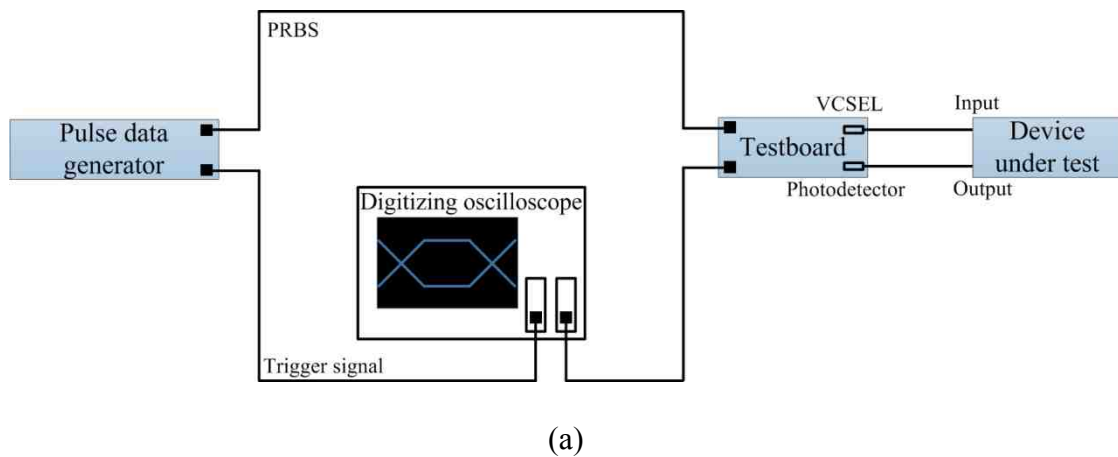 PRBS
Pulse data
generator
VCSEL
Input
Testboard
Device
under test
Photodetector
Output
Digitizing oscilloscope
Trigger signal
(a)